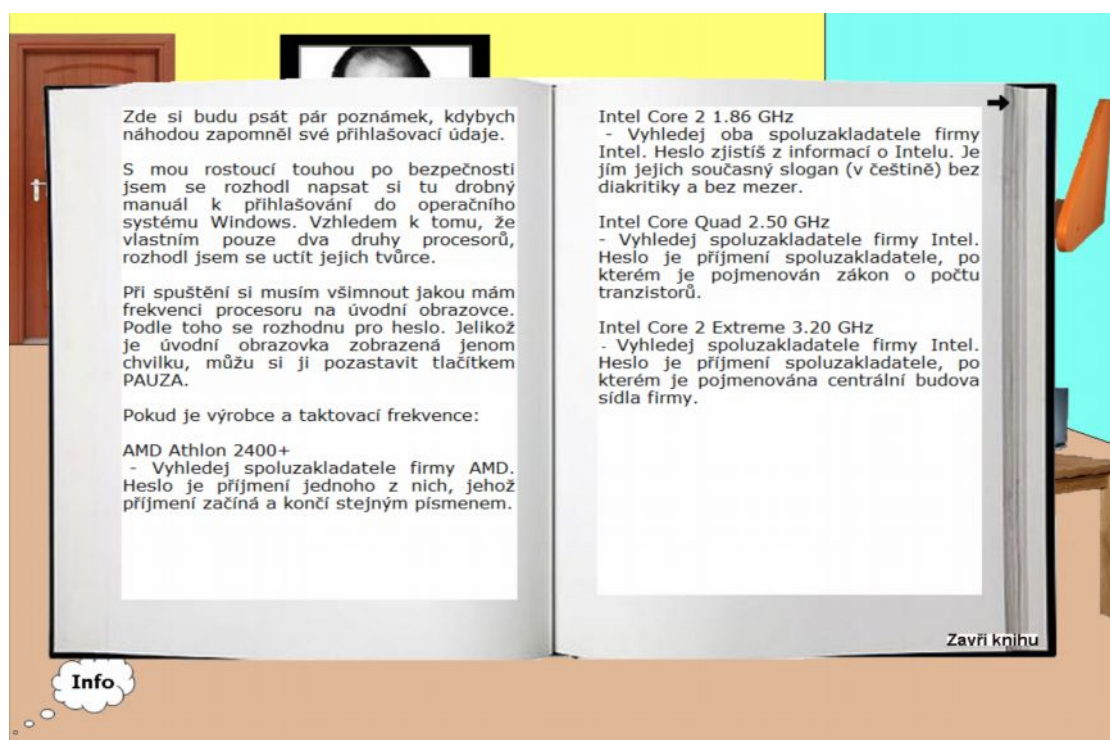 Zde si budu psát pár poznámek, kdybych
náhodou zapomněl své přihlašovací údaje.
S mou rostoucí touhou po bezpečnosti
jsem se rozhodl napsat si tu drobný
manuál k přihlašování do operačního
systému Windows. Vzhledem k tomu, že
vlastním pouze dva druhy procesorů,
rozhodl jsem se uctít jejich tvůrce.
Při spuštění si musím všimnout jakou mám
frekvenci procesoru na úvodní obrazovce.
Podle toho se rozhodnu pro heslo. Jelikož
je úvodní obrazovka zobrazená jenom
chvilku, můžu si ji pozastavit tlačítkem
PAUZA.
Pokud je výrobce a taktovací frekvence:
AMD Athlon 2400+
- Vyhledej spoluzakladatele firmy AMD.
Heslo je příjmení jednoho z nich, jehož
příjmení začíná a končí stejným písmenem.
Intel Core 2 1.86 GHz
- Vyhledej oba spoluzakladatele firmy
Intel. Heslo zjistíš z informací o Intelu. Je
jím jejich současný slogan (v češtině) bez
diakritiky a bez mezer.
Intel Core Quad 2.50 GHz
- Vyhledej spoluzakladatele firmy Intel.
Heslo je příjmení spoluzakladatele, po
kterém je pojmenován zákon o počtu
tranzistorů.
Intel Core 2 Extreme 3.20 GHz
- Vyhledej spoluzakladatele firmy Intel.
Heslo je příjmení spoluzakladatele, po
kterém je pojmenována centrální budova
sídla firmy.
Zavři knihu
Info